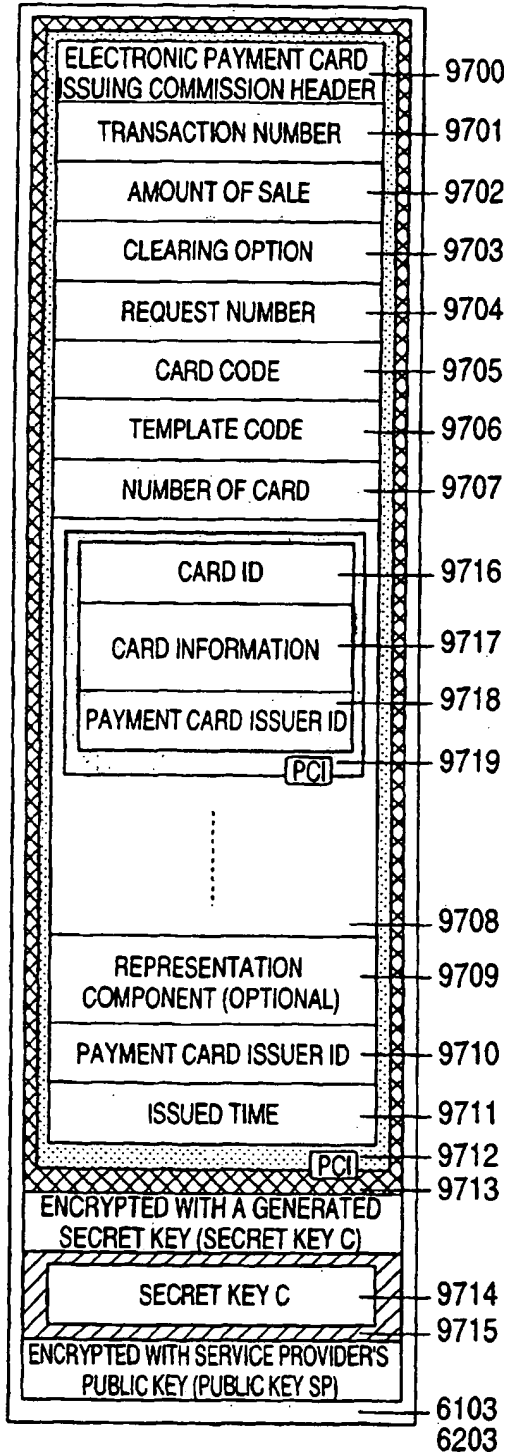 ELECTRONIC PAYMENT CARD
ISSUING COMMISSION HEADER
9700
TRANSACTION NUMBER
9701
AMOUNT OF SALE
9702
CLEARING OPTION
9703
REQUEST NUMBER
9704
CARD CODE
9705
TEMPLATE CODE
9706
NUMBER OF CARD
9707
CARD ID
9716
CARD INFORMATION
9717
PAYMENT CARD ISSUER ID
9718
PCI
9719
9708
REPRESENTATION
COMPONENT (OPTIONAL)
9709
PAYMENT CARD ISSUER ID
9710
ISSUED TIME
9711
PCI
9712
9713
ENCRYPTED WITH A GENERATED
SECRET KEY (SECRET KEY C)
SECRET KEY C
9714
9715
ENCRYPTED WITH SERVICE PROVIDER'S
PUBLIC KEY (PUBLIC KEY SP)
6103
6203